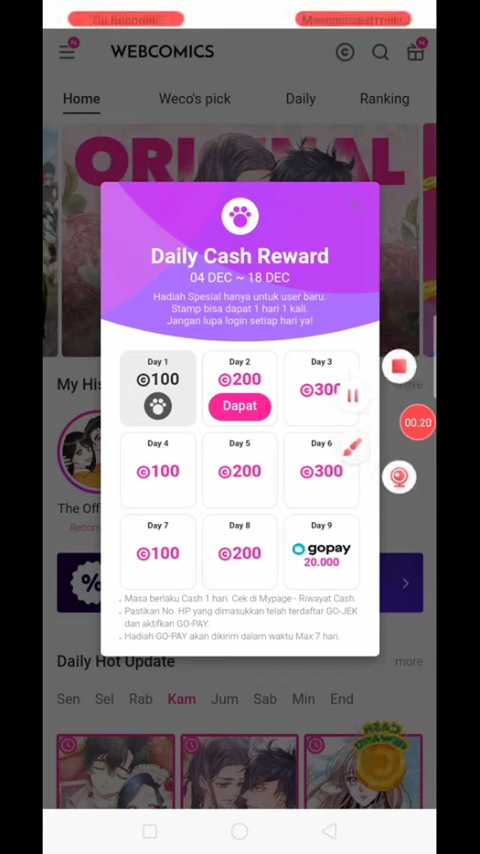 WEBCOMICS
N
N
Home
Weco's pick
Daily
Ranking
ORIGINAL
Daily Cash Reward
04 DEC ~ 18 DEC
Hadiah Spesial hanya untuk user baru.
Stamp bisa dapat 1 hari 1 kali.
Jangan lupa login setiap hari ya!
Day 1
©100
Day 2
©200
Dapat
Day 3
©300
00:20
My His
The Off
Recom
Day 4
©100
Day 5
©200
Day 6
©300
Day 7
©100
Day 8
©200
Day 9
gopay
20.000
%
• Masa berlaku Cash 1 hari. Cek di Mypage - Riwayat Cash.
• Pastikan No. HP yang dimasukkan telah terdaftar GO-JEK
dan aktifkan GO-PAY.
• Hadiah GO-PAY akan dikirim dalam waktu Max 7 hari.
Daily Hot Update
more
Sen
Sel
Rab
Kam
Jum
Sab
Min
End